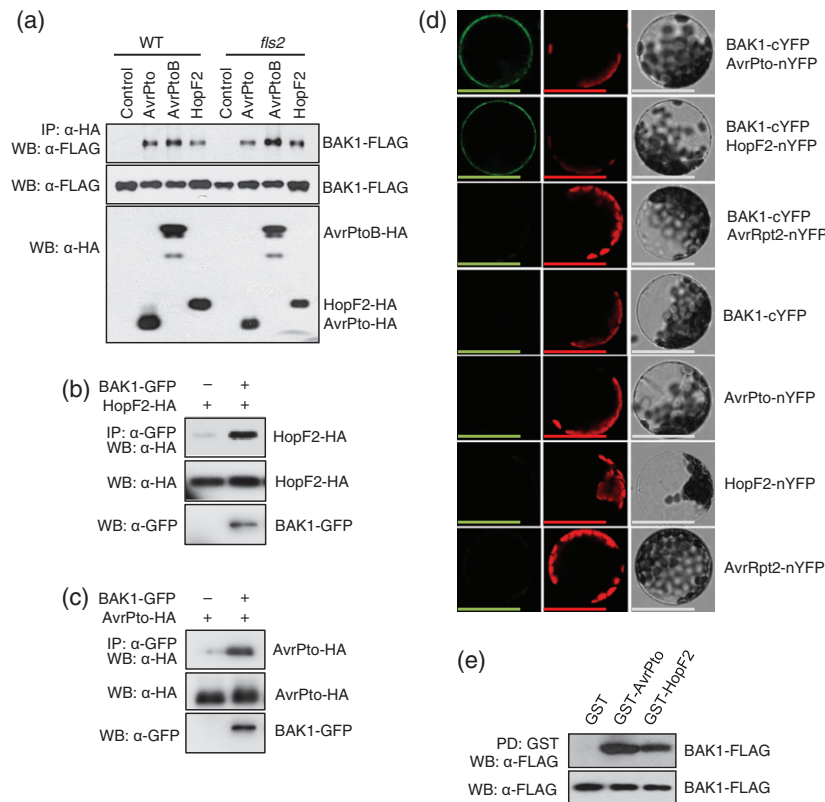 (a)
WT fls2
Control AvrPto AvrPtoB HopF2 Control AvrPto AvrPtoB HopF2
IP: α-HA
WB: α-FLAG
BAK1-FLAG
WB: α-FLAG BAK1-FLAG
WB: α-HA
AvrPtoB-HA
HopF2-HA
AvrPto-HA
(b)
BAK1-GFP – +
HopF2-HA + +
IP: α-GFP
WB: α-HA
HopF2-HA
WB: α-HA HopF2-HA
WB: α-GFP BAK1-GFP
(c)
BAK1-GFP – +
AvrPto-HA + +
IP: α-GFP
WB: α-HA
AvrPto-HA
WB: α-HA AvrPto-HA
WB: α-GFP BAK1-GFP
(d)
BAK1-cYFP
AvrPto-nYFP
BAK1-cYFP
HopF2-nYFP
BAK1-cYFP
AvrRpt2-nYFP
BAK1-cYFP
AvrPto-nYFP
HopF2-nYFP
AvrRpt2-nYFP
(e)
GST GST-AvrPto GST-HopF2
PD: GST
WB: α-FLAG
BAK1-FLAG
WB: α-FLAG BAK1-FLAG